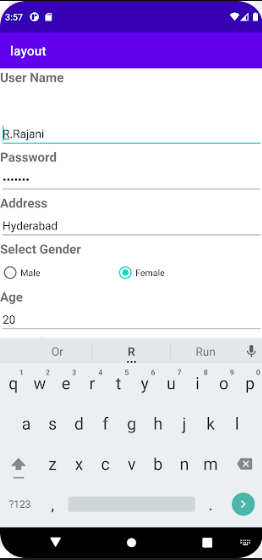 3:57
layout
User Name
R.Rajani
Password
•••••••
Address
Hyderabad
Select Gender
Male Female
Age
20
Or R Run
1 2 3 4 5 6 7 8 9 0
q w e r t y u i o p
a s d f g h j k l
z x c v b n m
?123 , .